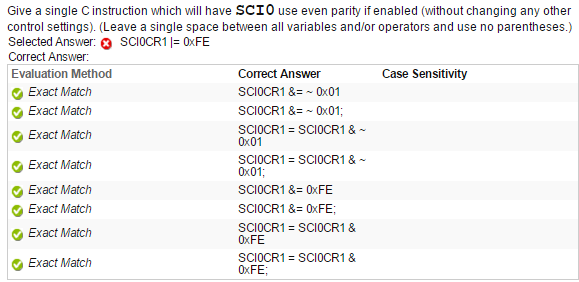 Give a single C instruction which will have SCI0 use even parity if enabled (without changing any other
control settings). (Leave a single space between all variables and/or operators and use no parentheses.)
Selected Answer: SCI0CR1 |= 0xFE
Correct Answer:
Evaluation Method Correct Answer Case Sensitivity
Exact Match SCI0CR1 &= ~ 0x01
Exact Match SCI0CR1 &= ~ 0x01;
Exact Match SCI0CR1 = SCI0CR1 & ~
0x01
Exact Match SCI0CR1 = SCI0CR1 & ~
0x01;
Exact Match SCI0CR1 &= 0xFE
Exact Match SCI0CR1 &= 0xFE;
Exact Match SCI0CR1 = SCI0CR1 &
0xFE
Exact Match SCI0CR1 = SCI0CR1 &
0xFE;